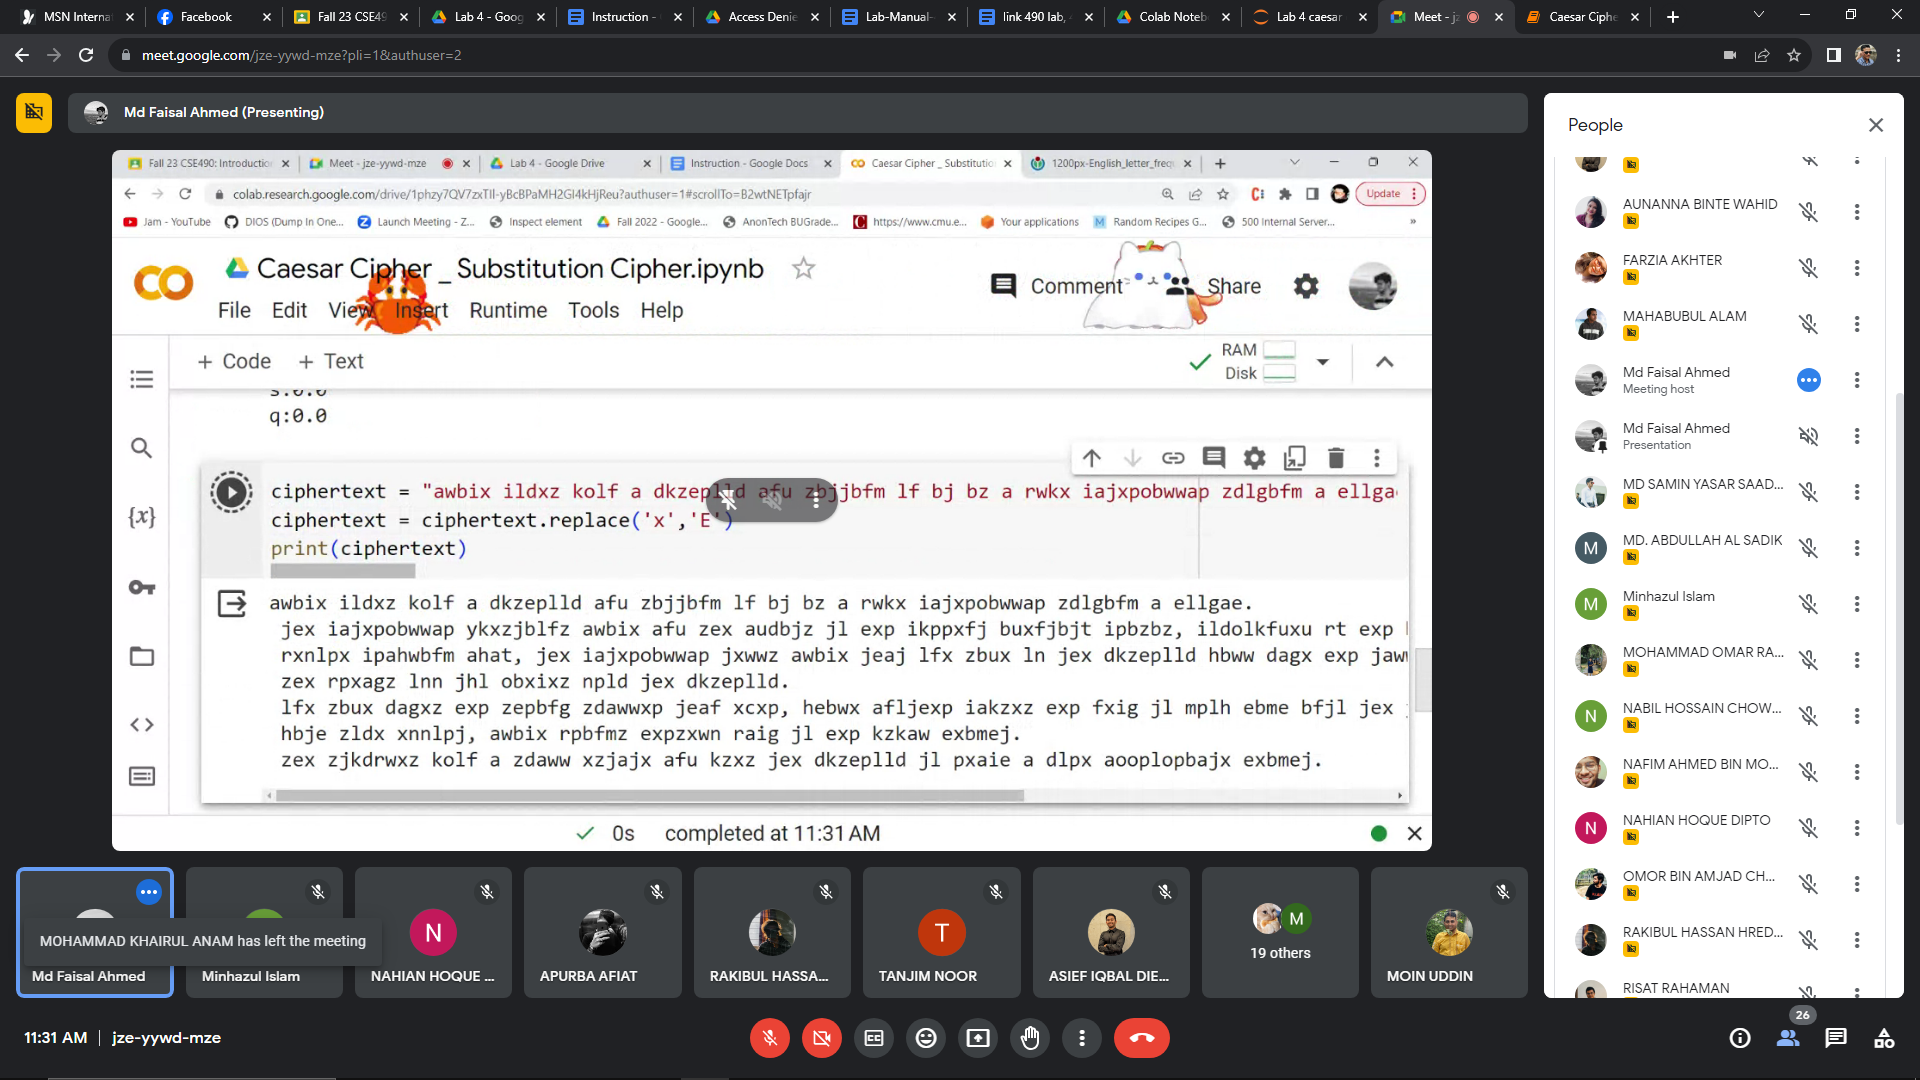 MSN Internat
Facebook
Fall 23 CSE49
Lab 4 - Goog
Instruction -
Access Denie
Lab-Manual-
link 490 lab,
Colab Noteb
Lab 4 caesar
Meet - jz
Caesar Ciphe
meet.google.com/jze-yywd-mze?pli=1&authuser=2
Md Faisal Ahmed (Presenting)
Fall 23 CSE490: Introductio
Meet - jze-yywd-mze
Lab 4 - Google Drive
Instruction - Google Docs
Caesar Cipher _ Substitutio
1200px-English_letter_freq
colab.research.google.com/drive/1phzy7QV7zxTIl-yBcBPaMH2Gl4kHjReu?authuser=1#scrollTo=B2wtNETpfajr
Update
Jam - YouTube
DIOS (Dump In One...
Launch Meeting - Z...
Inspect element
Fall 2022 - Google...
AnonTech BUGrade...
https://www.cmu.e...
Your applications
Random Recipes G...
500 Internal Server...
Caesar Cipher _ Substitution Cipher.ipynb
Comment
Share
File Edit View Insert Runtime Tools Help
+ Code + Text
RAM
Disk
s:0.0
q:0.0
ciphertext = "awbix ildxz kolf a dkzeplld afu zbjjbfm lf bj bz a rwkx iajxpobwwap zdlgbfm a ellgae
ciphertext = ciphertext.replace('x','E')
print(ciphertext)
awbix ildxz kolf a dkzeplld afu zbjjbfm lf bj bz a rwkx iajxpobwwap zdlgbfm a ellgae.
jex iajxpobwwap ykxzjblfz awbix afu zex audbjz jl exp ikppxfj buxfjbjt ipbzbz, ildolkfuxu rt exp
rxnlpx ipahwbfm ahat, jex iajxpobwwap jxwwz awbix jeaj lfx zbux ln jex dkzeplld hbww dagx exp jaww
zex rpxagz lnn jhl obxixz npld jex dkzeplld.
lfx zbux dagxz exp zepbfg zdawwxp jeaf xcxp, hebwx afljexp iakzxz exp fxig jl mplh ebme bfjl jex
hbje zldx xnnlpj, awbix rpbfmz expzxwn raig jl exp kzkaw exbmej.
zex zjkdrwxz kolf a zdaww xzjajx afu kzxz jex dkzeplld jl pxaie a dlpx aooplopbajx exbmej.
0s completed at 11:31 AM
People
AUNANNA BINTE WAHID
FARZIA AKHTER
MAHABUBUL ALAM
Md Faisal Ahmed
Meeting host
Md Faisal Ahmed
Presentation
MD SAMIN YASAR SAAD...
M
MD. ABDULLAH AL SADIK
M
Minhazul Islam
MOHAMMAD OMAR RA...
N
NABIL HOSSAIN CHOW...
NAFIM AHMED BIN MO...
N
NAHIAN HOQUE DIPTO
OMOR BIN AMJAD CH...
RAKIBUL HASSAN HRED...
RISAT RAHAMAN
MOHAMMAD KHAIRUL ANAM has left the meeting
N
T
M
19 others
Md Faisal Ahmed
Minhazul Islam
NAHIAN HOQUE ...
APURBA AFIAT
RAKIBUL HASSA...
TANJIM NOOR
ASIEF IQBAL DIE...
MOIN UDDIN
11:31 AM
jze-yywd-mze
26